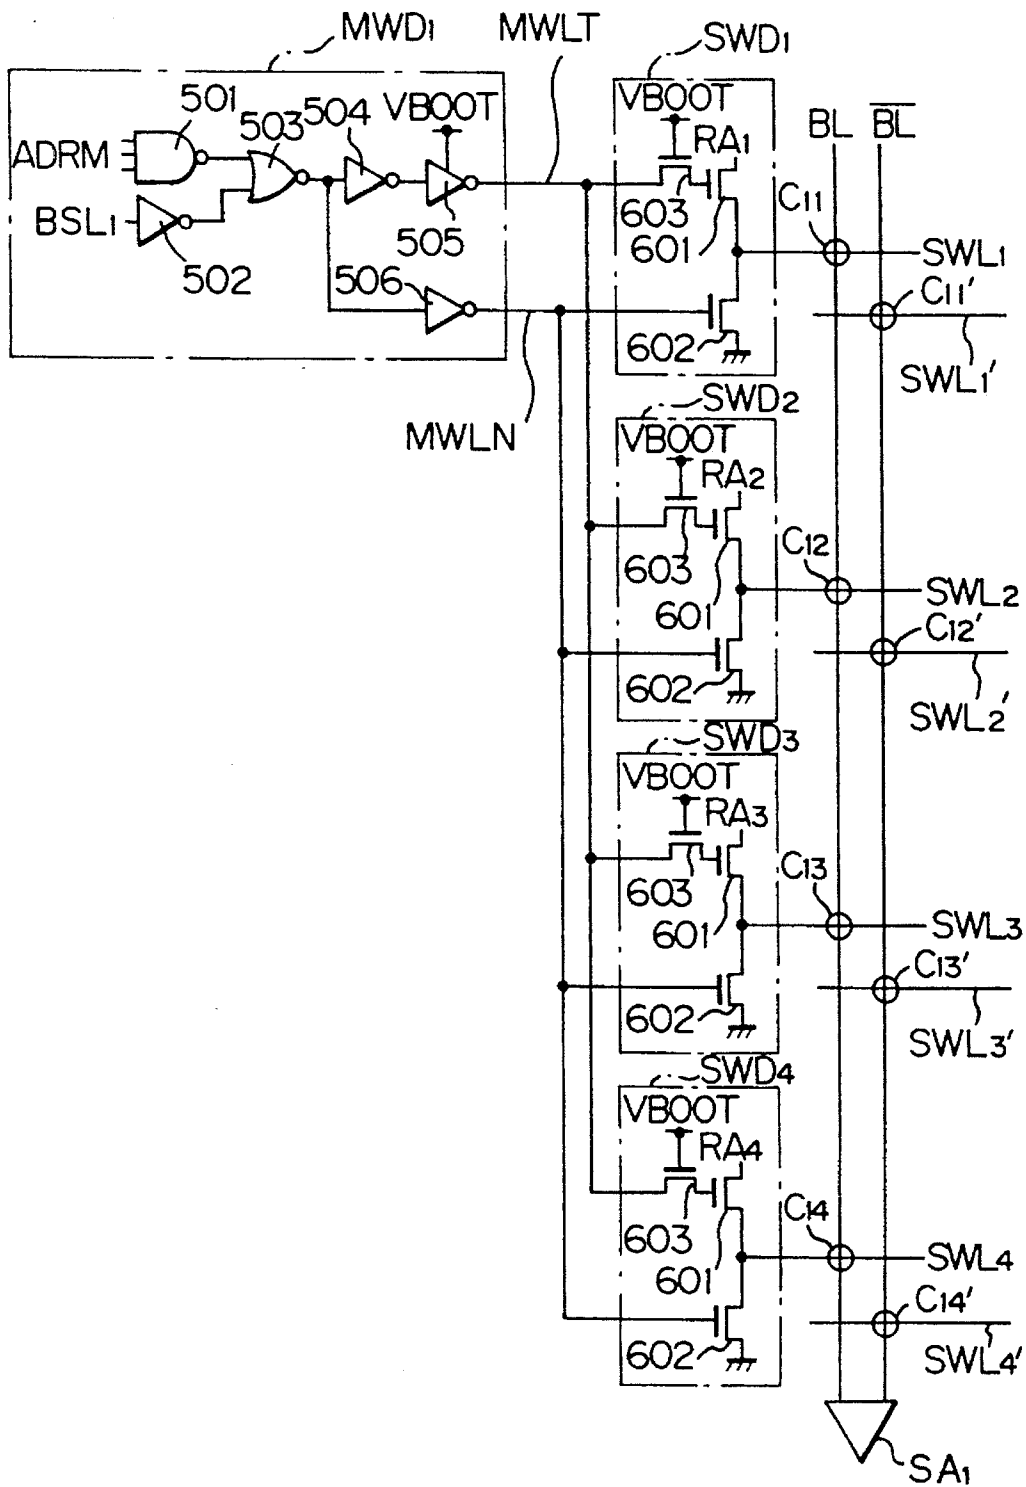 MWD1
MWLT
SWD1
501
503
504
VBOOT
VBOOT
BL
BL
ADRM
RA1
603
C11
BSL1
502
505
601
SWL1
506
C11'
602
SWL1'
MWLN
SWD2
VBOOT
RA2
603
C12
601
SWL2
C12'
602
SWL2'
SWD3
VBOOT
RA3
603
C13
601
SWL3
C13'
602
SWL3'
SWD4
VBOOT
RA4
603
C14
601
SWL4
C14'
602
SWL4'
SA1